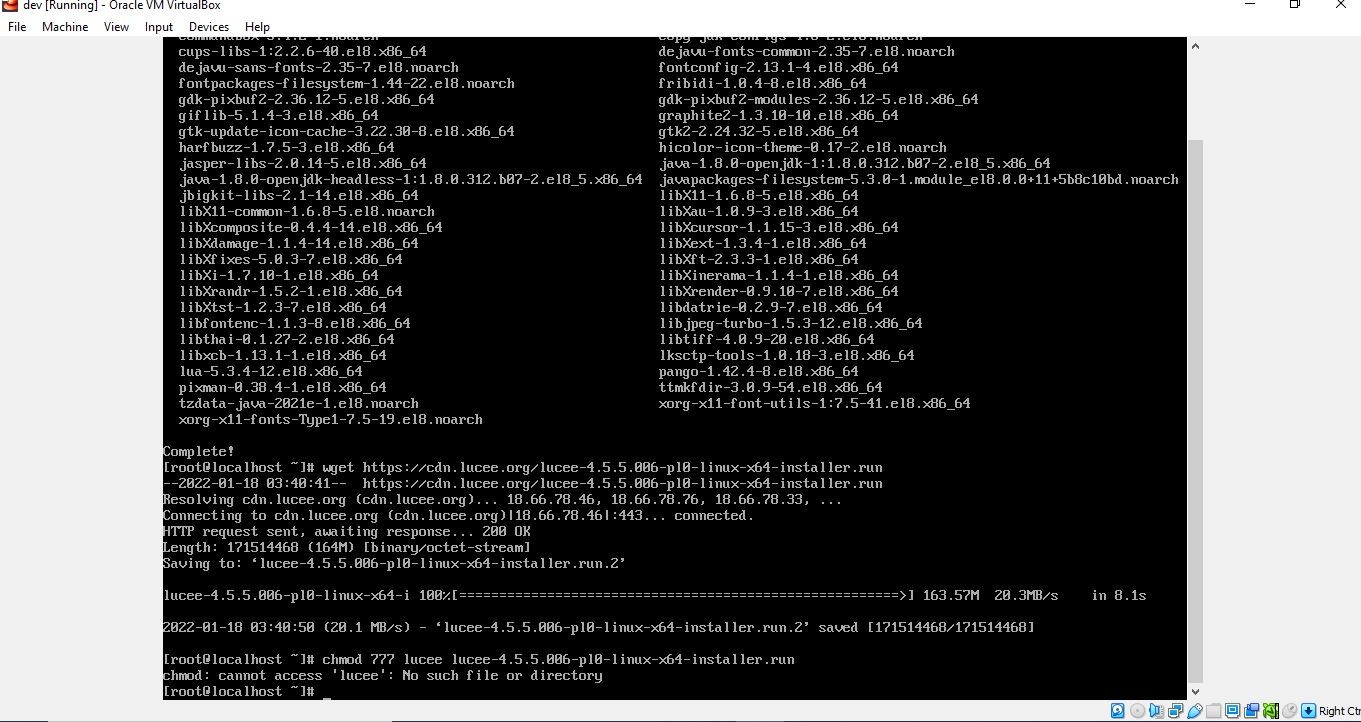 dev [Running] - Oracle VM VirtualBox
File Machine View Input Devices Help
cups-libs-1:2.2.6-40.el8.x86_64 dejavu-fonts-common-2.35-7.el8.noarch
dejavu-sans-fonts-2.35-7.el8.noarch fontconfig-2.13.1-4.el8.x86_64
fontpackages-filesystem-1.44-22.el8.noarch fribidi-1.0.4-8.el8.x86_64
gdk-pixbuf2-2.36.12-5.el8.x86_64 gdk-pixbuf2-modules-2.36.12-5.el8.x86_64
giflib-5.1.4-3.el8.x86_64 graphite2-1.3.10-10.el8.x86_64
gtk-update-icon-cache-3.22.30-8.el8.x86_64 gtk2-2.24.32-5.el8.x86_64
harfbuzz-1.7.5-3.el8.x86_64 hicolor-icon-theme-0.17-2.el8.noarch
jasper-libs-2.0.14-5.el8.x86_64 java-1.8.0-openjdk-1:1.8.0.312.b07-2.el8_5.x86_64
java-1.8.0-openjdk-headless-1:1.8.0.312.b07-2.el8_5.x86_64 javapackages-filesystem-5.3.0-1.module_el8.0.0+11+5b8c10bd.noarch
jbigkit-libs-2.1-14.el8.x86_64 libX11-1.6.8-5.el8.x86_64
libX11-common-1.6.8-5.el8.noarch libXau-1.0.9-3.el8.x86_64
libXcomposite-0.4.4-14.el8.x86_64 libXcursor-1.1.15-3.el8.x86_64
libXdamage-1.1.4-14.el8.x86_64 libXext-1.3.4-1.el8.x86_64
libXfixes-5.0.3-7.el8.x86_64 libXft-2.3.3-1.el8.x86_64
libXi-1.7.10-1.el8.x86_64 libXinerama-1.1.4-1.el8.x86_64
libXrandr-1.5.2-1.el8.x86_64 libXrender-0.9.10-7.el8.x86_64
libXtst-1.2.3-7.el8.x86_64 libdatrie-0.2.9-7.el8.x86_64
libfontenc-1.1.3-8.el8.x86_64 libjpeg-turbo-1.5.3-12.el8.x86_64
libthai-0.1.27-2.el8.x86_64 libtiff-4.0.9-20.el8.x86_64
libxcb-1.13.1-1.el8.x86_64 lksctp-tools-1.0.18-3.el8.x86_64
lua-5.3.4-12.el8.x86_64 pango-1.42.4-8.el8.x86_64
pixman-0.38.4-1.el8.x86_64 ttmkfdir-3.0.9-54.el8.x86_64
tzdata-java-2021e-1.el8.noarch xorg-x11-font-utils-1:7.5-41.el8.x86_64
xorg-x11-fonts-Type1-7.5-19.el8.noarch
Complete!
[root@localhost ~]# wget https://cdn.lucee.org/lucee-4.5.5.006-pl0-linux-x64-installer.run
--2022-01-18 03:40:41-- https://cdn.lucee.org/lucee-4.5.5.006-pl0-linux-x64-installer.run
Resolving cdn.lucee.org (cdn.lucee.org)... 18.66.78.46, 18.66.78.76, 18.66.78.33, ...
Connecting to cdn.lucee.org (cdn.lucee.org)|18.66.78.46|:443... connected.
HTTP request sent, awaiting response... 200 OK
Length: 171514468 (164M) [binary/octet-stream]
Saving to: ‘lucee-4.5.5.006-pl0-linux-x64-installer.run.2’
lucee-4.5.5.006-pl0-linux-x64-i 100%[=======================================================>] 163.57M 20.3MB/s in 8.1s
2022-01-18 03:40:50 (20.1 MB/s) - ‘lucee-4.5.5.006-pl0-linux-x64-installer.run.2’ saved [171514468/171514468]
[root@localhost ~]# chmod 777 lucee lucee-4.5.5.006-pl0-linux-x64-installer.run
chmod: cannot access 'lucee': No such file or directory
[root@localhost ~]# _
Right Ctr